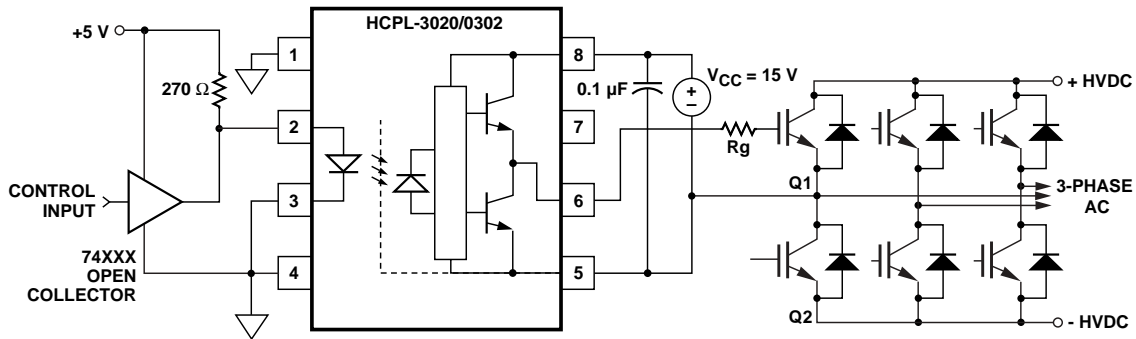 HCPL-3020/0302
+5 V
270 Ω
1
2
3
4
8
7
6
5
0.1 µF
+
–
VCC = 15 V
Rg
+ HVDC
Q1
3-PHASE
AC
Q2
- HVDC
CONTROL
INPUT
74XXX
OPEN
COLLECTOR